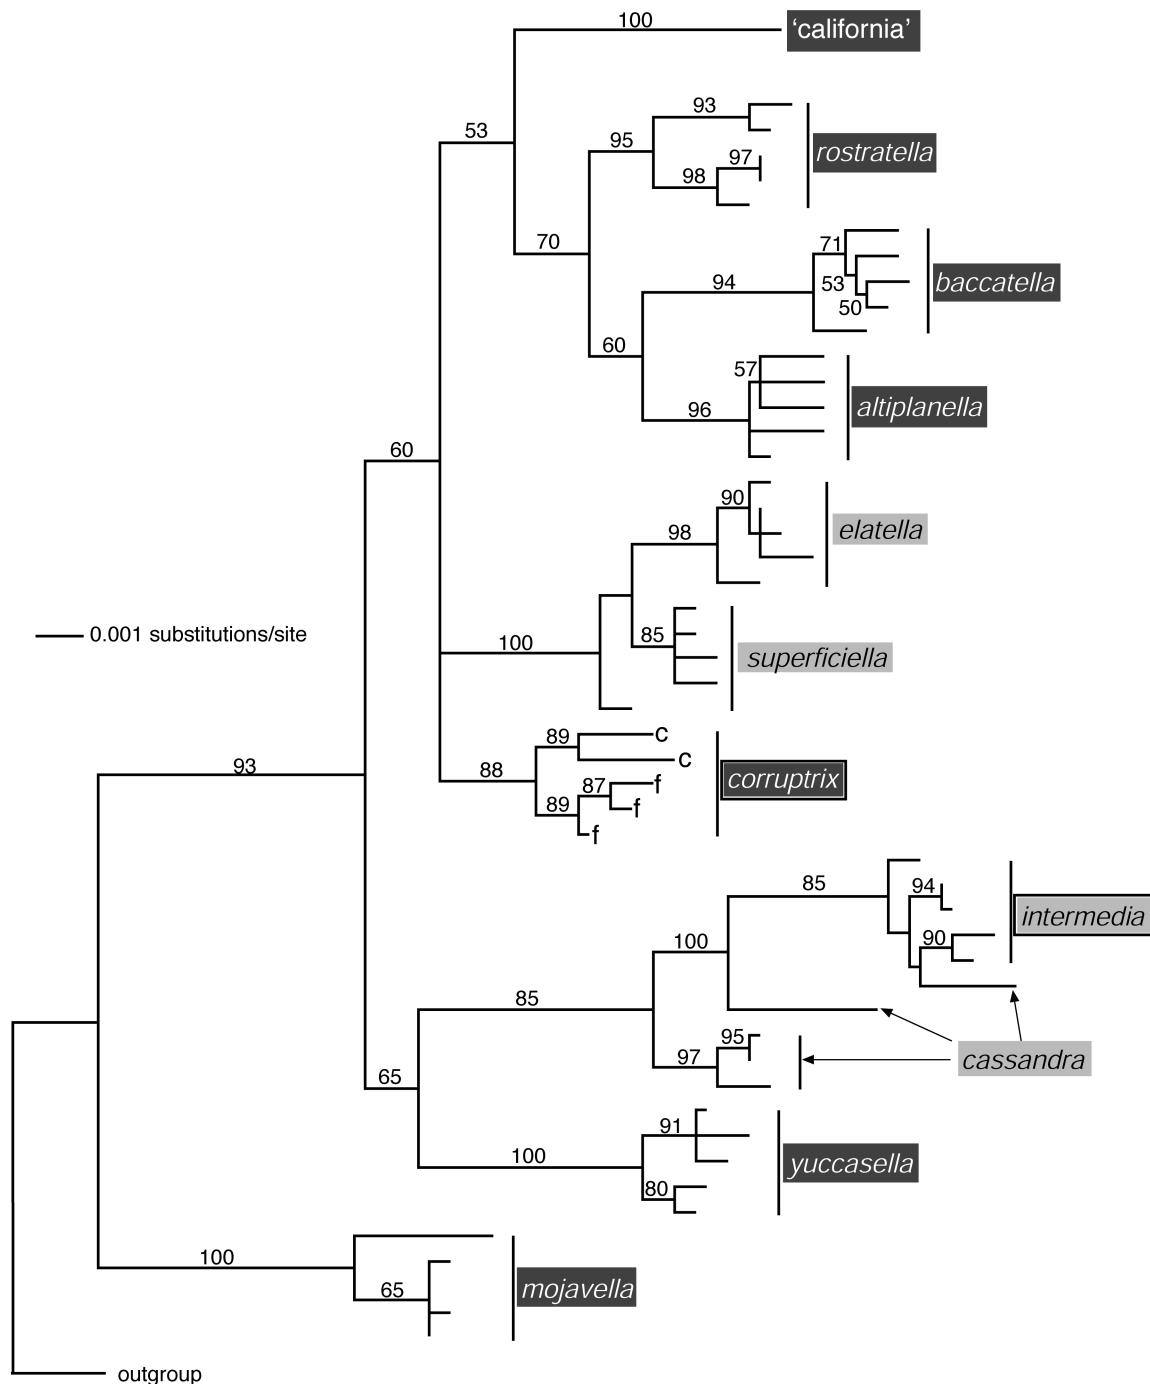 100
‘california’
93
53
95
rostratella
97
98
70
71
94
53
baccatella
50
60
57
96
altiplanella
60
90
elatella
98
0.001 substitutions/site
85
100
superficiella
c
89
c
93
88
87
f
corruptrix
89
f
f
85
94
intermedia
90
100
85
95
97
cassandra
65
91
100
yuccasella
80
100
65
mojavella
outgroup